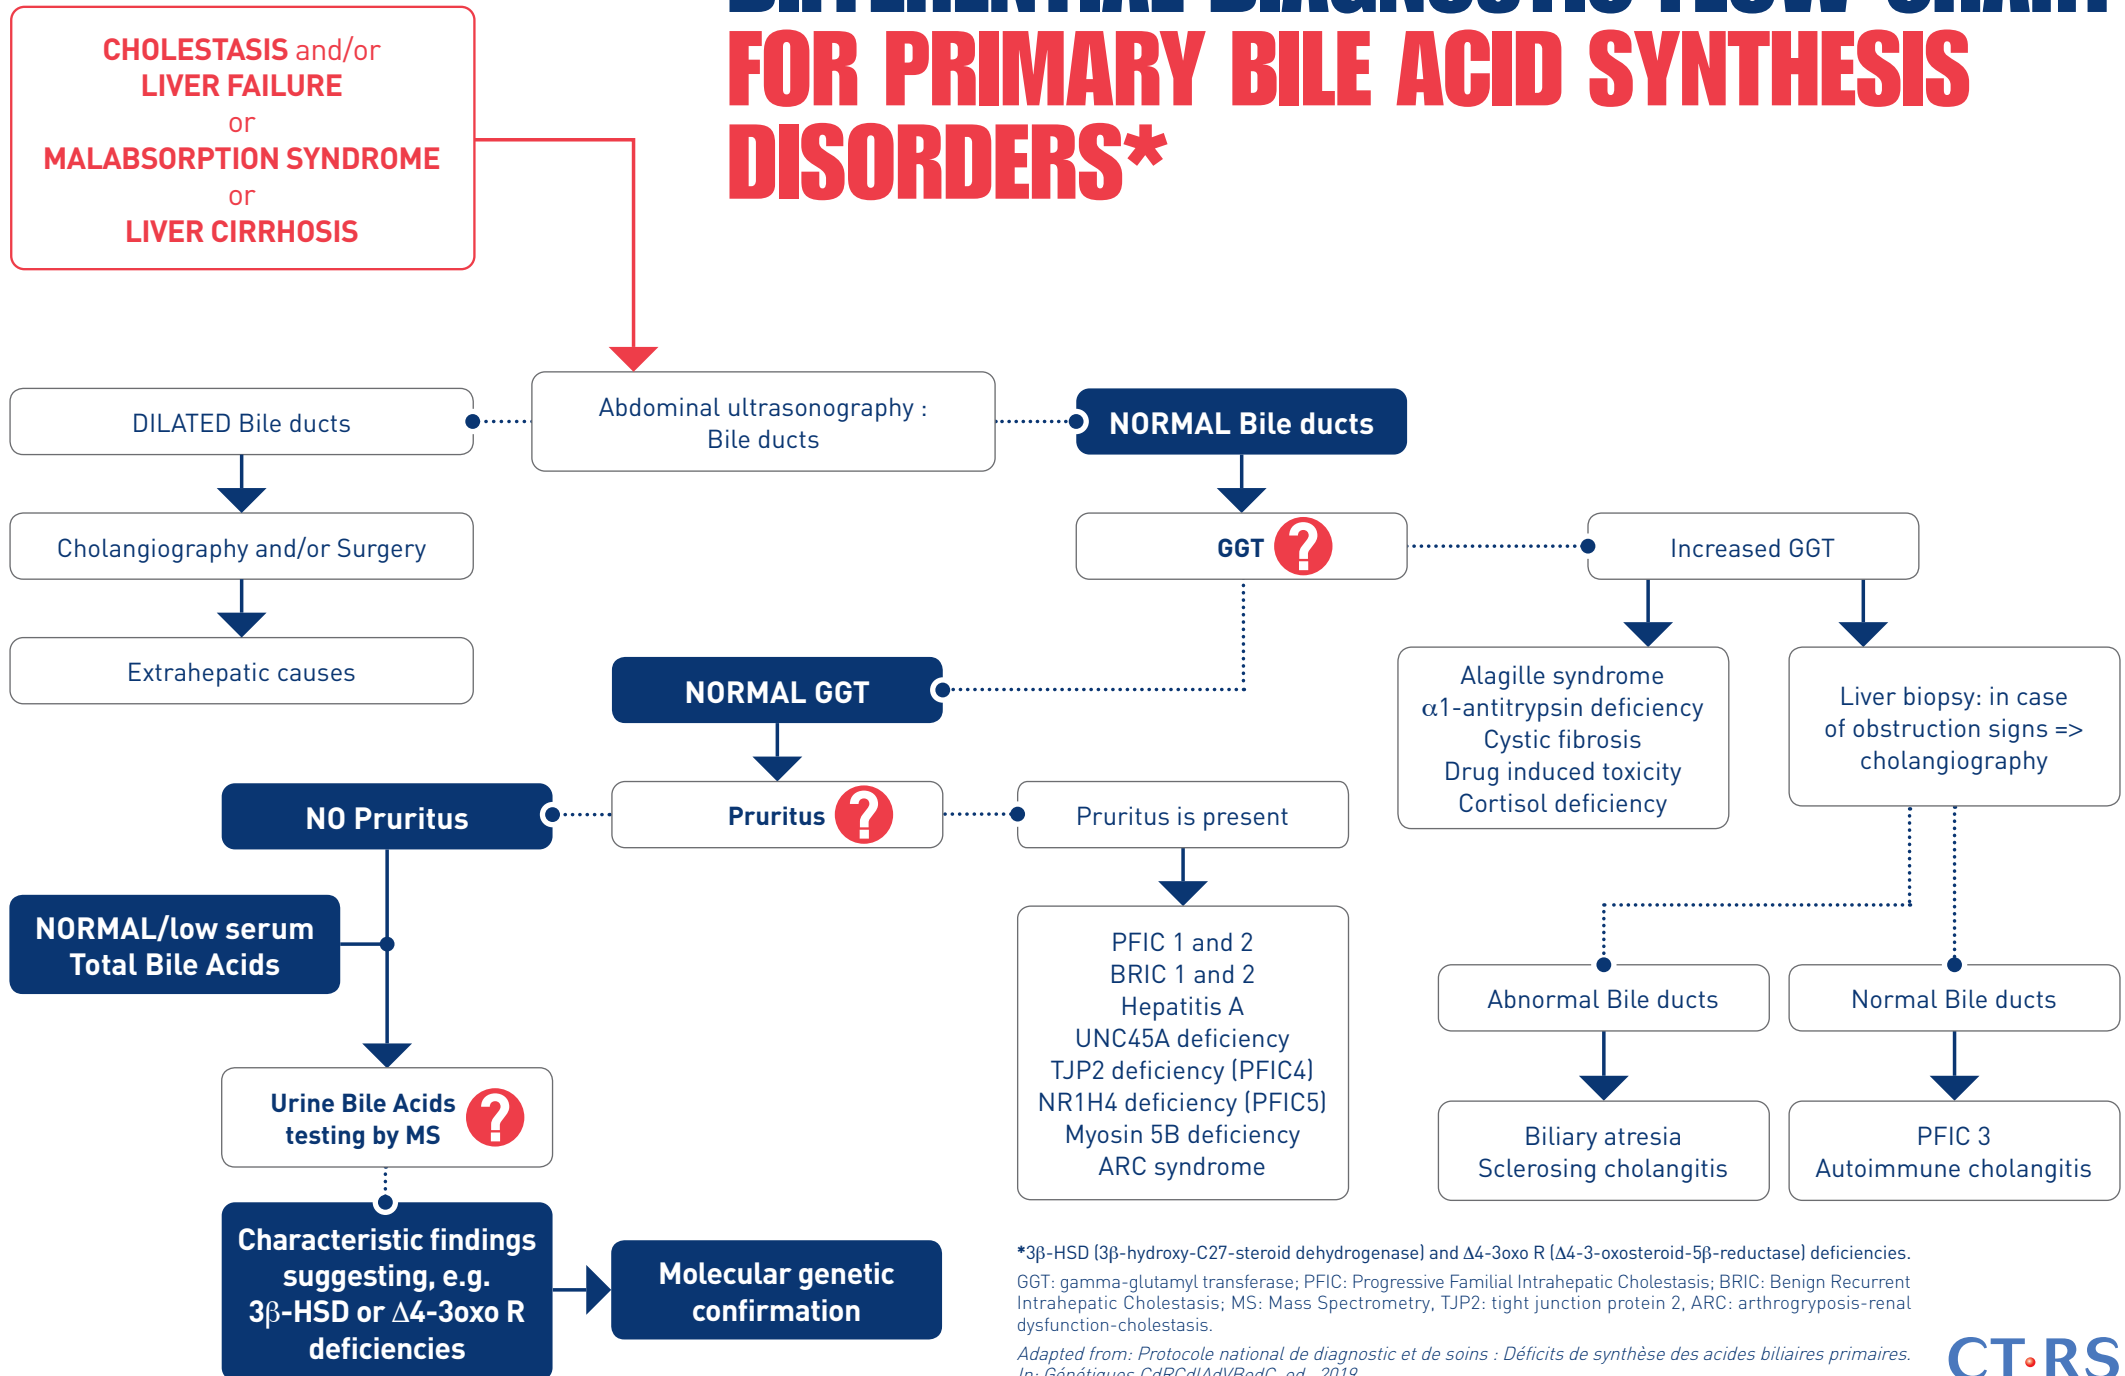 DIFFERENTIAL DIAGNOSTIC FLOW-CHART
FOR PRIMARY BILE ACID SYNTHESIS
DISORDERS*
CHOLESTASIS and/or
LIVER FAILURE
or
MALABSORPTION SYNDROME
or
LIVER CIRRHOSIS
Abdominal ultrasonography :
Bile ducts
DILATED Bile ducts
Cholangiography and/or Surgery
Extrahepatic causes
NORMAL Bile ducts
GGT ?
Increased GGT
Alagille syndrome
α1-antitrypsin deficiency
Cystic fibrosis
Drug induced toxicity
Cortisol deficiency
Liver biopsy: in case
of obstruction signs =>
cholangiography
NORMAL GGT
Pruritus ?
NO Pruritus
Pruritus is present
NORMAL/low serum
Total Bile Acids
PFIC 1 and 2
BRIC 1 and 2
Hepatitis A
UNC45A deficiency
TJP2 deficiency (PFIC4)
NR1H4 deficiency (PFIC5)
Myosin 5B deficiency
ARC syndrome
Abnormal Bile ducts
Normal Bile ducts
Biliary atresia
Sclerosing cholangitis
PFIC 3
Autoimmune cholangitis
Urine Bile Acids
testing by MS ?
Characteristic findings
suggesting, e.g.
3β-HSD or Δ4-3oxo R
deficiencies
Molecular genetic
confirmation
*3β-HSD (3β-hydroxy-C27-steroid dehydrogenase) and Δ4-3oxo R (Δ4-3-oxosteroid-5β-reductase) deficiencies.
GGT: gamma-glutamyl transferase; PFIC: Progressive Familial Intrahepatic Cholestasis; BRIC: Benign Recurrent
Intrahepatic Cholestasis; MS: Mass Spectrometry, TJP2: tight junction protein 2, ARC: arthrogryposis-renal
dysfunction-cholestasis.
Adapted from: Protocole national de diagnostic et de soins : Déficits de synthèse des acides biliaires primaires.
In: Génétiques CdRCdlAdVBedC, ed., 2019
CT·RS